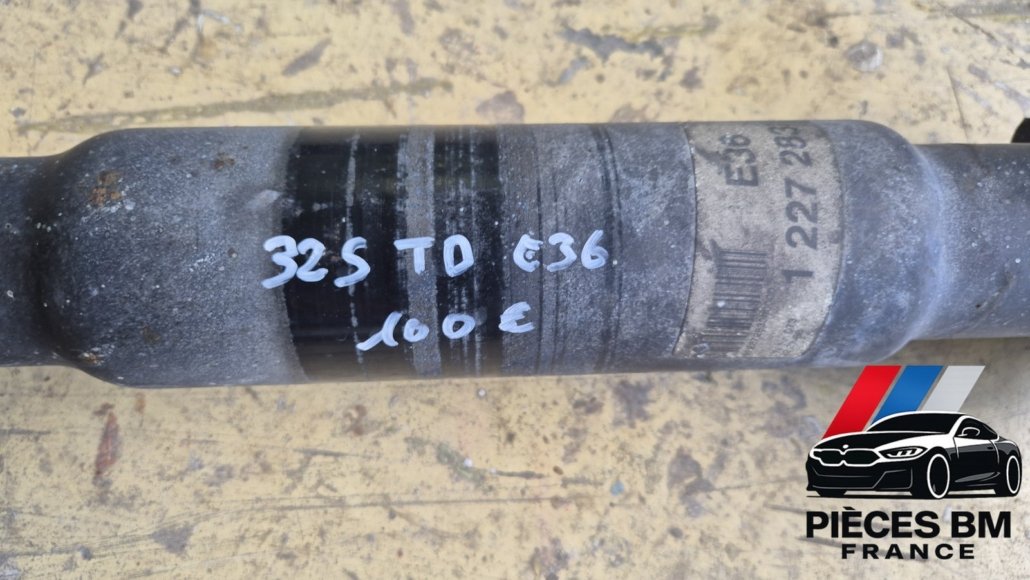 325 TD E36
100 €
E36
1 227 283
PIÈCES BM
FRANCE